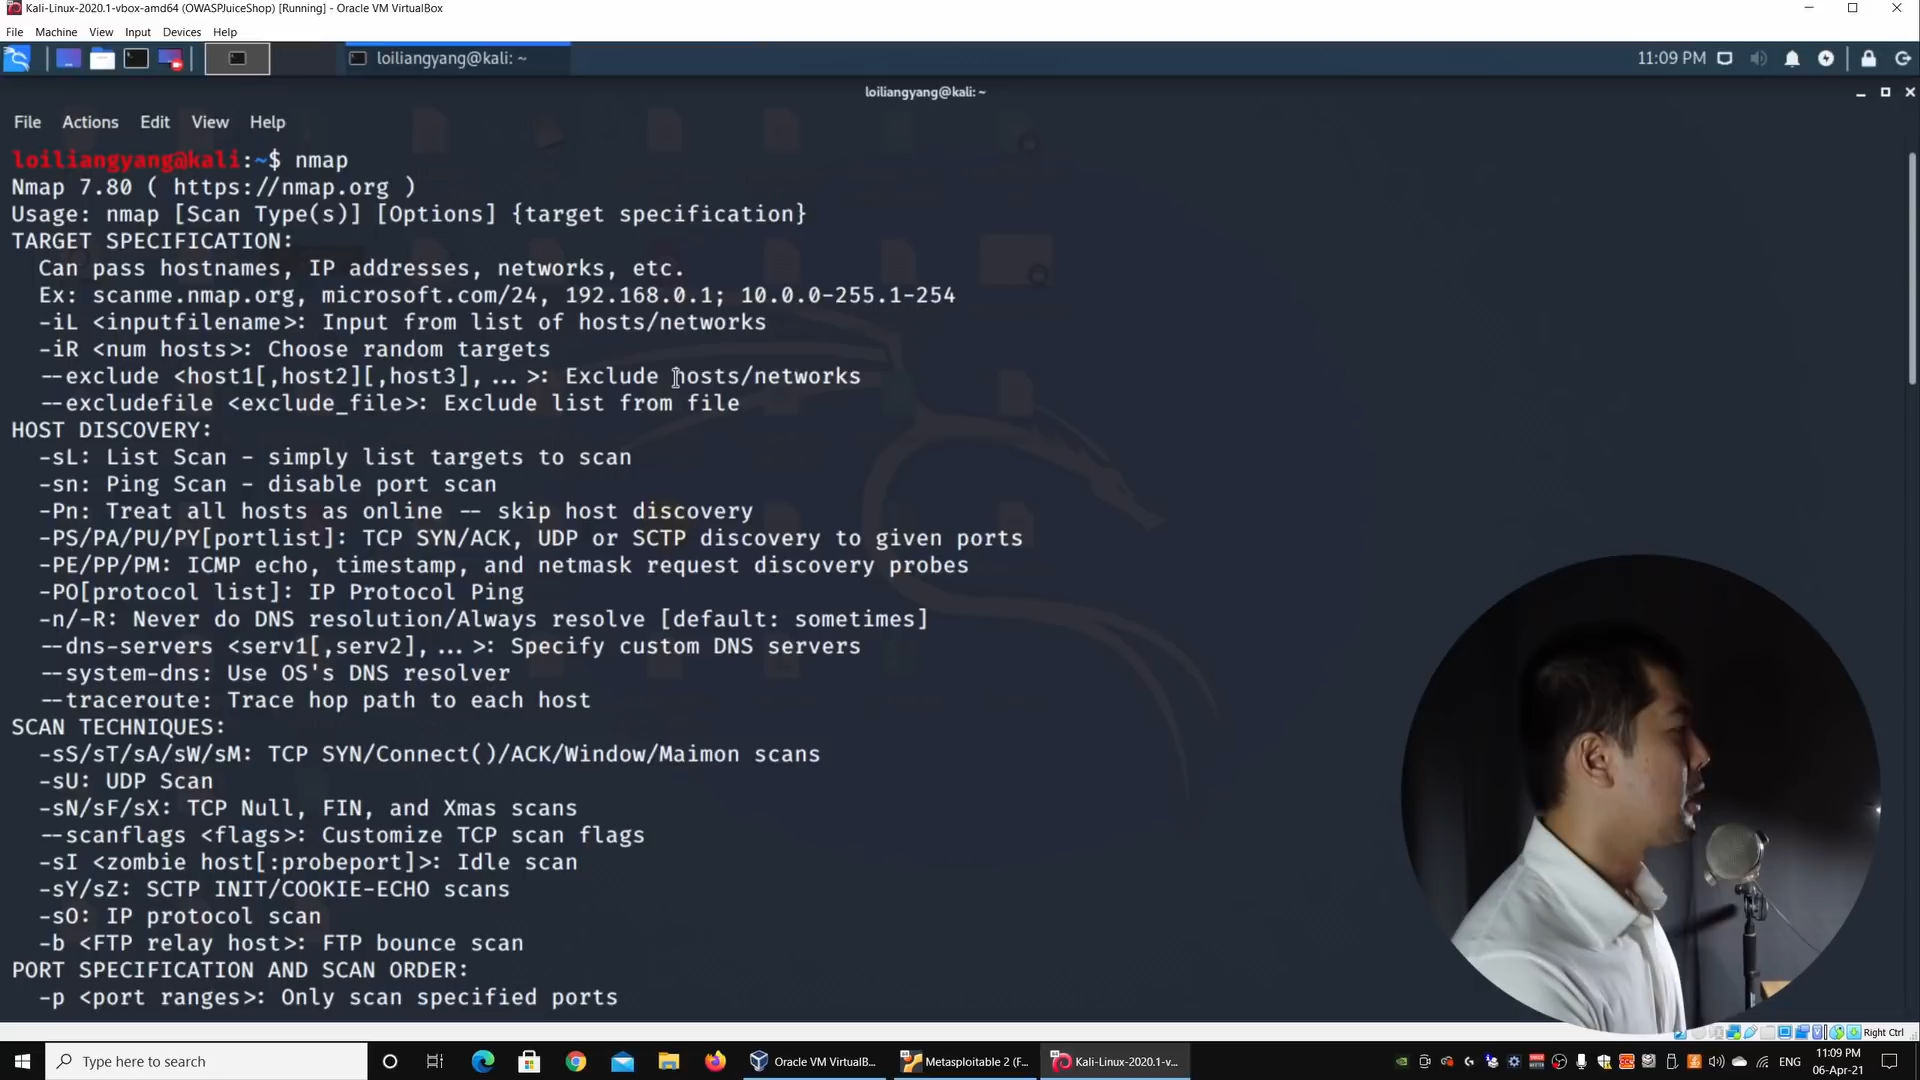 Kali-Linux-2020.1-vbox-amd64 (OWASPJuiceShop) [Running] - Oracle VM VirtualBox
File Machine View Input Devices Help
loiliangyang@kali: ~
11:09 PM
loiliangyang@kali: ~
File Actions Edit View Help
loiliangyang@kali:~$ nmap
Nmap 7.80 ( https://nmap.org )
Usage: nmap [Scan Type(s)] [Options] {target specification}
TARGET SPECIFICATION:
Can pass hostnames, IP addresses, networks, etc.
Ex: scanme.nmap.org, microsoft.com/24, 192.168.0.1; 10.0.0-255.1-254
-iL <inputfilename>: Input from list of hosts/networks
-iR <num hosts>: Choose random targets
--exclude <host1[,host2][,host3],...>: Exclude hosts/networks
--excludefile <exclude_file>: Exclude list from file
HOST DISCOVERY:
-sL: List Scan - simply list targets to scan
-sn: Ping Scan - disable port scan
-Pn: Treat all hosts as online -- skip host discovery
-PS/PA/PU/PY[portlist]: TCP SYN/ACK, UDP or SCTP discovery to given ports
-PE/PP/PM: ICMP echo, timestamp, and netmask request discovery probes
-PO[protocol list]: IP Protocol Ping
-n/-R: Never do DNS resolution/Always resolve [default: sometimes]
--dns-servers <serv1[,serv2],...>: Specify custom DNS servers
--system-dns: Use OS's DNS resolver
--traceroute: Trace hop path to each host
SCAN TECHNIQUES:
-sS/sT/sA/sW/sM: TCP SYN/Connect()/ACK/Window/Maimon scans
-sU: UDP Scan
-sN/sF/sX: TCP Null, FIN, and Xmas scans
--scanflags <flags>: Customize TCP scan flags
-sI <zombie host[:probeport]>: Idle scan
-sY/sZ: SCTP INIT/COOKIE-ECHO scans
-sO: IP protocol scan
-b <FTP relay host>: FTP bounce scan
PORT SPECIFICATION AND SCAN ORDER:
-p <port ranges>: Only scan specified ports
Right Ctrl
Type here to search
Oracle VM VirtualB...
Metasploitable 2 (F...
Kali-Linux-2020.1-v...
ENG
11:09 PM
06-Apr-21